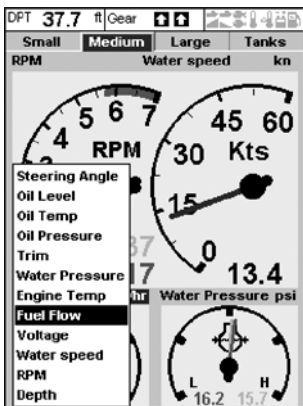 DPT 37.7 ft Gear
Small Medium Large Tanks
RPM Water speed kn
4 5 6 7
RPM
0 15 30 45 60
Kts
13.4
Steering Angle
Oil Level
Oil Temp
Oil Pressure
Trim
Water Pressure
Engine Temp
Fuel Flow
Voltage
Water speed
RPM
Depth
37
17
hr Water Pressure psi
L H
16.2 15.7